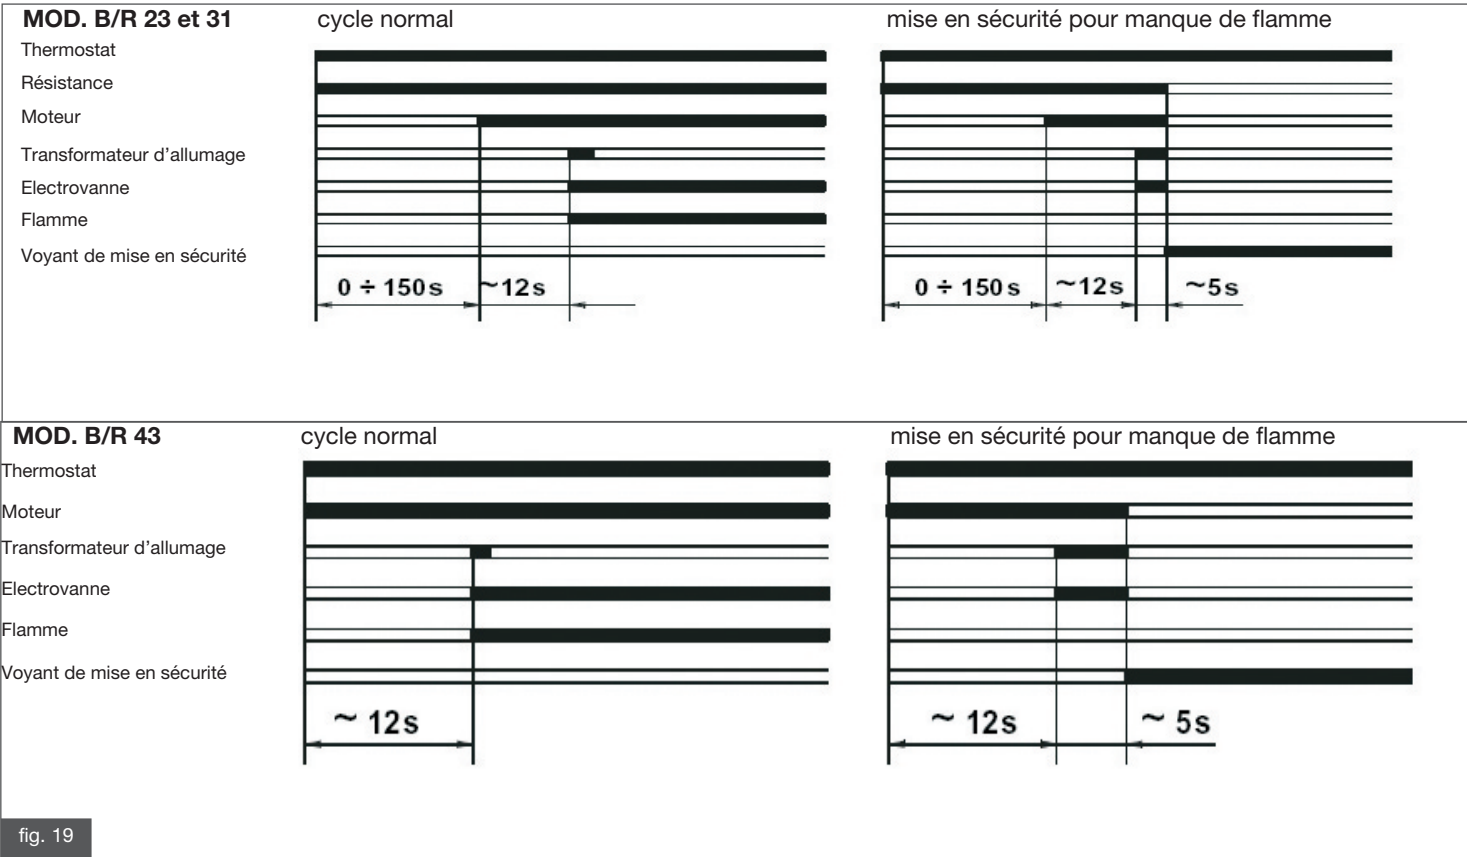 MOD. B/R 23 et 31
cycle normal
mise en sécurité pour manque de flamme
Thermostat
Résistance
Moteur
Transformateur d'allumage
Electrovanne
Flamme
Voyant de mise en sécurité
0 ÷ 150 s
~12s
0 ÷ 150 s
~12s
~5s
MOD. B/R 43
cycle normal
mise en sécurité pour manque de flamme
Thermostat
Moteur
Transformateur d'allumage
Electrovanne
Flamme
Voyant de mise en sécurité
~ 12s
~ 12s
~ 5s
fig. 19